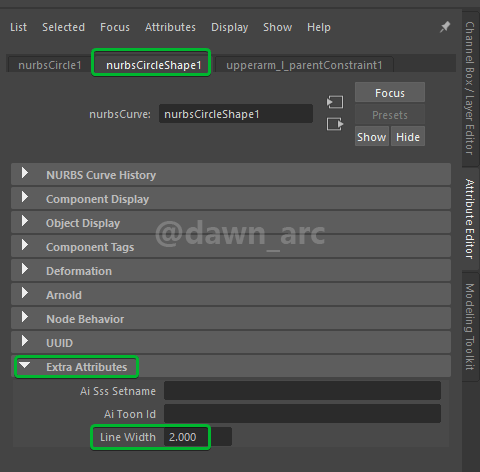 List Selected Focus Attributes Display Show Help
nurbsCircle1 nurbsCircleShape1 upperarm_l_parentConstraint1
nurbsCurve: nurbsCircleShape1
Focus
Presets
Show Hide
NURBS Curve History
Component Display
Object Display
Component Tags
Deformation
Arnold
Node Behavior
UUID
Extra Attributes
Ai Sss Setname
Ai Toon Id
Line Width 2.000
@dawn_arc
Channel Box / Layer Editor
Attribute Editor
Modeling Toolkit